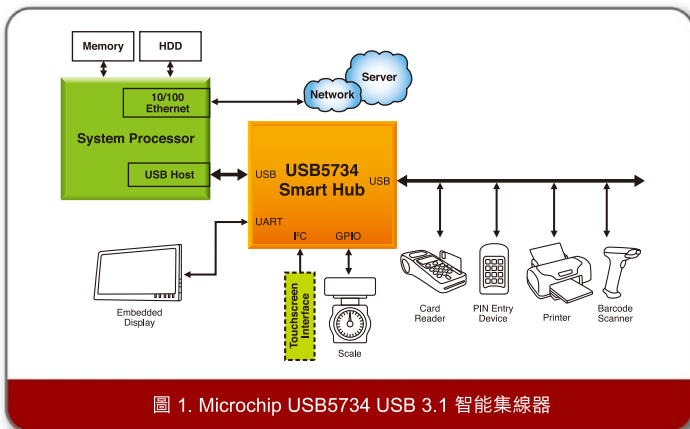 Memory
HDD
10/100
Ethernet
System Processor
USB Host
Network
Server
USB
USB5734
Smart Hub
USB
UART
I²C
GPIO
Embedded
Display
Touchscreen
Interface
Scale
Card
Reader
PIN Entry
Device
Printer
Barcode
Scanner
圖 1. Microchip USB5734 USB 3.1 智能集線器